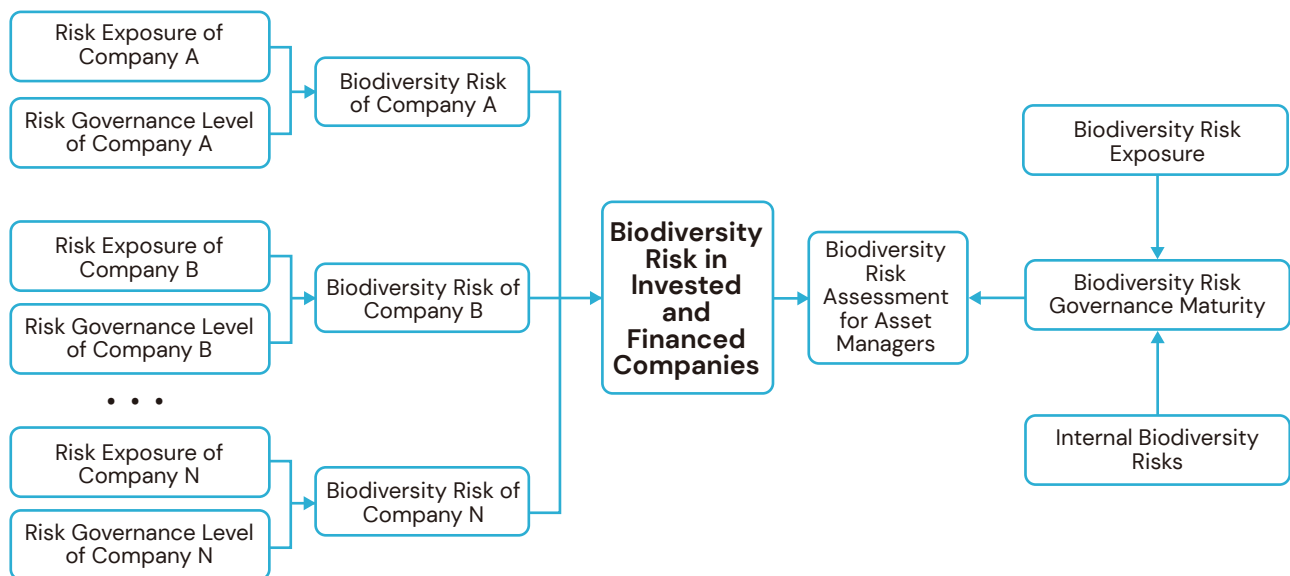 Risk Exposure of
Company A
Risk Governance Level
of Company A
Biodiversity Risk
of Company A
Risk Exposure of
Company B
Risk Governance Level
of Company B
Biodiversity Risk of
Company B
• • •
Risk Exposure of
Company N
Risk Governance Level
of Company N
Biodiversity Risk of
Company N
Biodiversity
Risk in
Invested
and
Financed
Companies
Biodiversity
Risk
Assessment
for Asset
Managers
Biodiversity Risk
Exposure
Biodiversity Risk
Governance Maturity
Internal Biodiversity
Risks